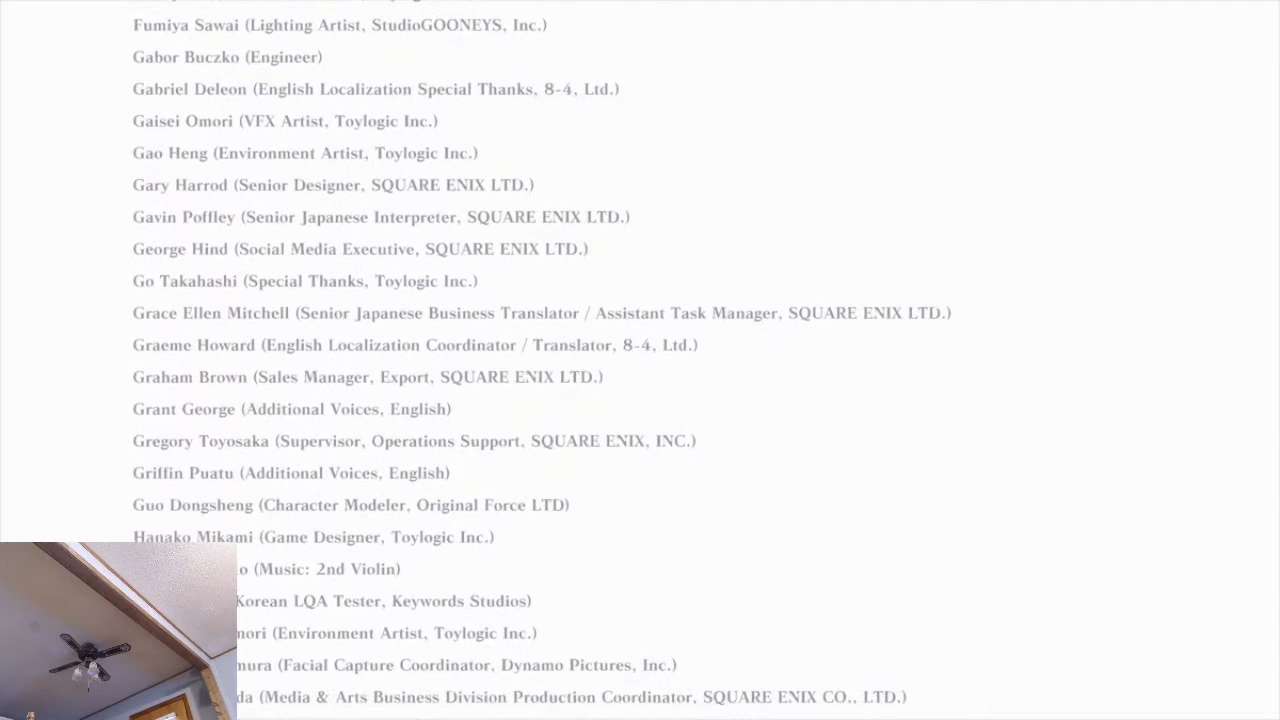 Fumiya Sawai (Lighting Artist, StudioGOONEYS, Inc.)
Gabor Buczko (Engineer)
Gabriel Deleon (English Localization Special Thanks, 8-4, Ltd.)
Gaisei Omori (VFX Artist, Toylogic Inc.)
Gao Heng (Environment Artist, Toylogic Inc.)
Gary Harrod (Senior Designer, SQUARE ENIX LTD.)
Gavin Poffley (Senior Japanese Interpreter, SQUARE ENIX LTD.)
George Hind (Social Media Executive, SQUARE ENIX LTD.)
Go Takahashi (Special Thanks, Toylogic Inc.)
Grace Ellen Mitchell (Senior Japanese Business Translator / Assistant Task Manager, SQUARE ENIX LTD.)
Graeme Howard (English Localization Coordinator / Translator, 8-4, Ltd.)
Graham Brown (Sales Manager, Export, SQUARE ENIX LTD.)
Grant George (Additional Voices, English)
Gregory Toyosaka (Supervisor, Operations Support, SQUARE ENIX, INC.)
Griffin Puatu (Additional Voices, English)
Guo Dongsheng (Character Modeler, Original Force LTD)
Hanako Mikami (Game Designer, Toylogic Inc.)
(Music: 2nd Violin)
Korean LQA Tester, Keywords Studios)
(Environment Artist, Toylogic Inc.)
(Facial Capture Coordinator, Dynamo Pictures, Inc.)
(Media & Arts Business Division Production Coordinator, SQUARE ENIX CO., LTD.)